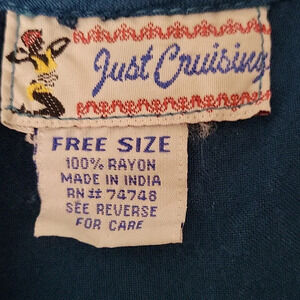 Just Cruising
FREE SIZE
100% RAYON
MADE IN INDIA
RN # 74748
SEE REVERSE
FOR CARE